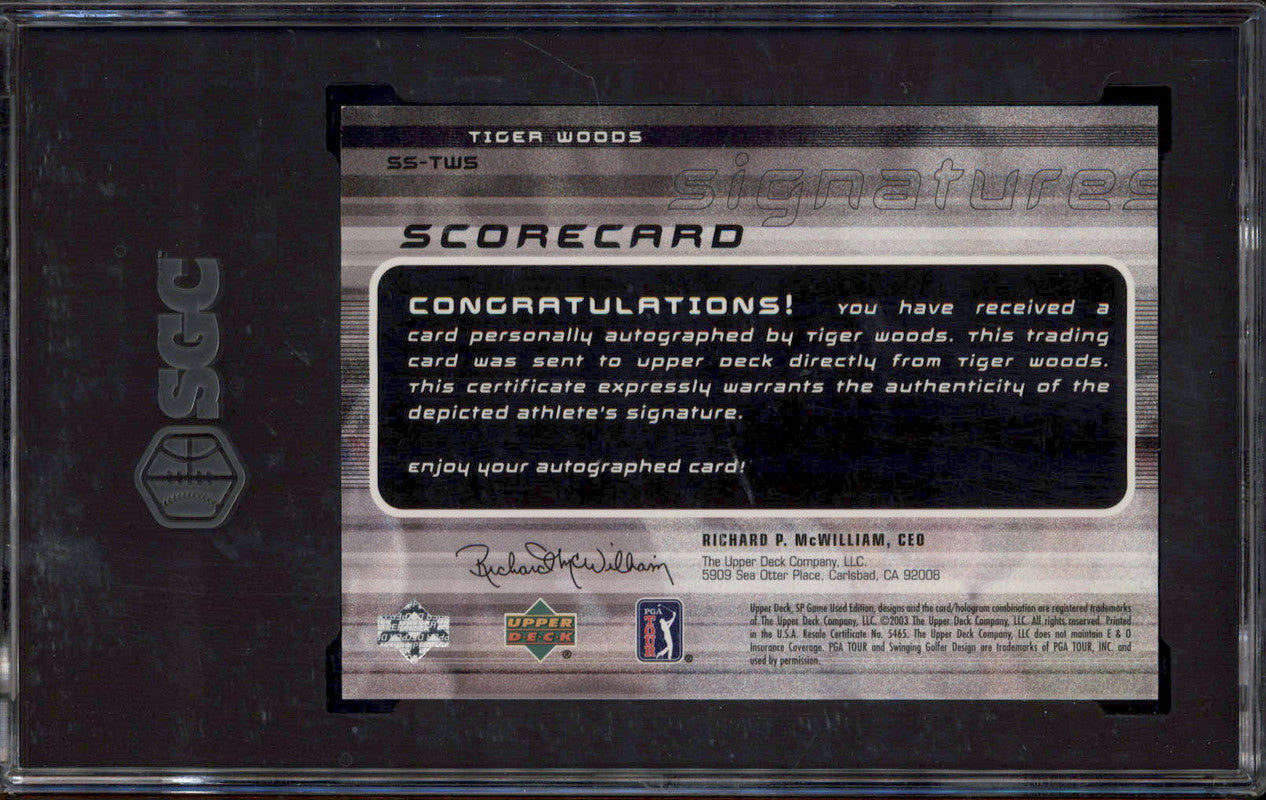 TIGER WOODS
SS-TW5
signatures
SCORECARD
CONGRATULATIONS! You have received a
card personally autographed by Tiger Woods. This trading
card was sent to Upper Deck directly from Tiger Woods.
This certificate expressly warrants the authenticity of the
depicted athlete's signature.
Enjoy your autographed card!
Richard McWilliam
RICHARD P. McWILLIAM, CEO
The Upper Deck Company, LLC.
5909 Sea Otter Place, Carlsbad, CA 92008
UPPER
DECK
®
PGA
TOUR
®
Upper Deck, SP Game Used Edition, designs and the card/hologram combination are registered trademarks
of The Upper Deck Company, LLC. ©2003 The Upper Deck Company, LLC. All rights reserved. Printed
in the U.S.A. Resale Certificate No. 5465. The Upper Deck Company, LLC does not maintain E & O
Insurance Coverage. PGA TOUR and Swinging Golfer Design are trademarks of PGA TOUR, INC. and
used by permission.
SGC